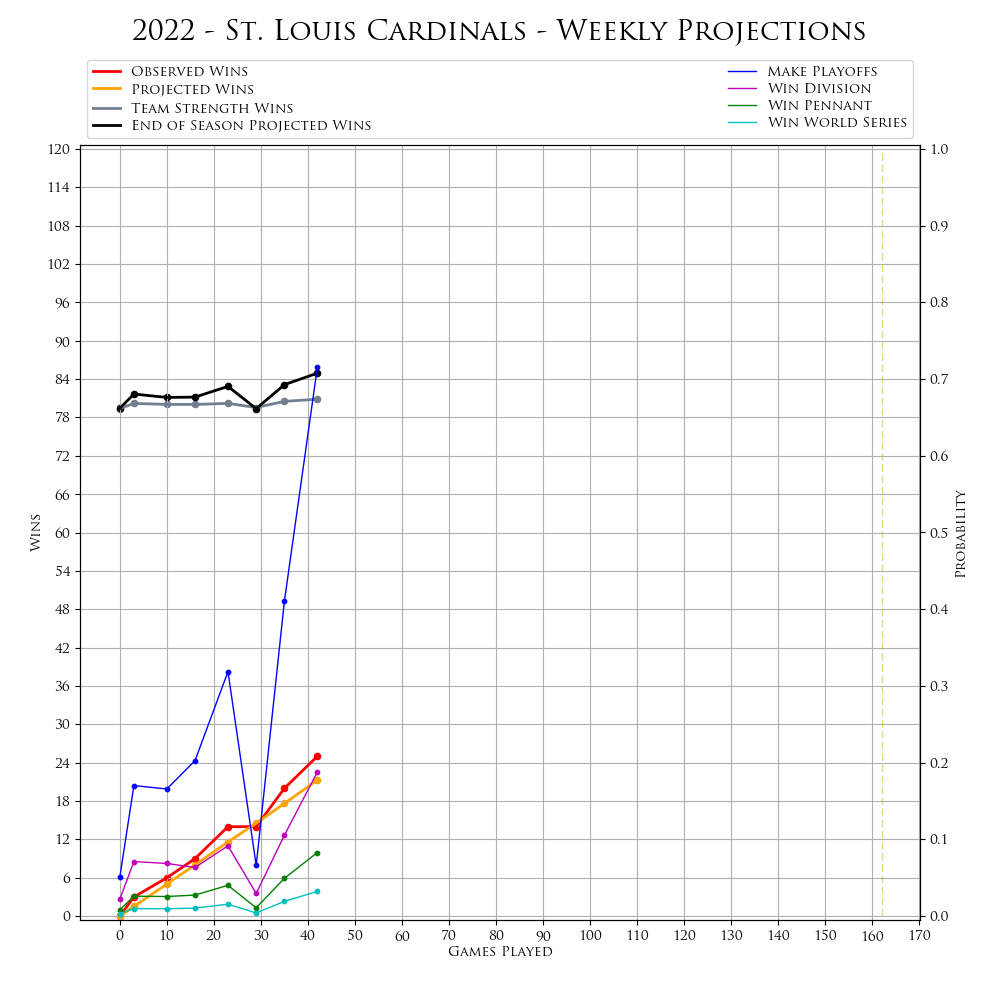 2022 - St. Louis Cardinals - Weekly Projections
Observed Wins
Projected Wins
Team Strength Wins
End of Season Projected Wins
Make Playoffs
Win Division
Win Pennant
Win World Series
120
114
108
102
96
90
84
78
72
66
60
54
48
42
36
30
24
18
12
6
0
Wins
1.0
0.9
0.8
0.7
0.6
0.5
0.4
0.3
0.2
0.1
0.0
Probability
0 10 20 30 40 50 60 70 80 90 100 110 120 130 140 150 160 170
Games Played